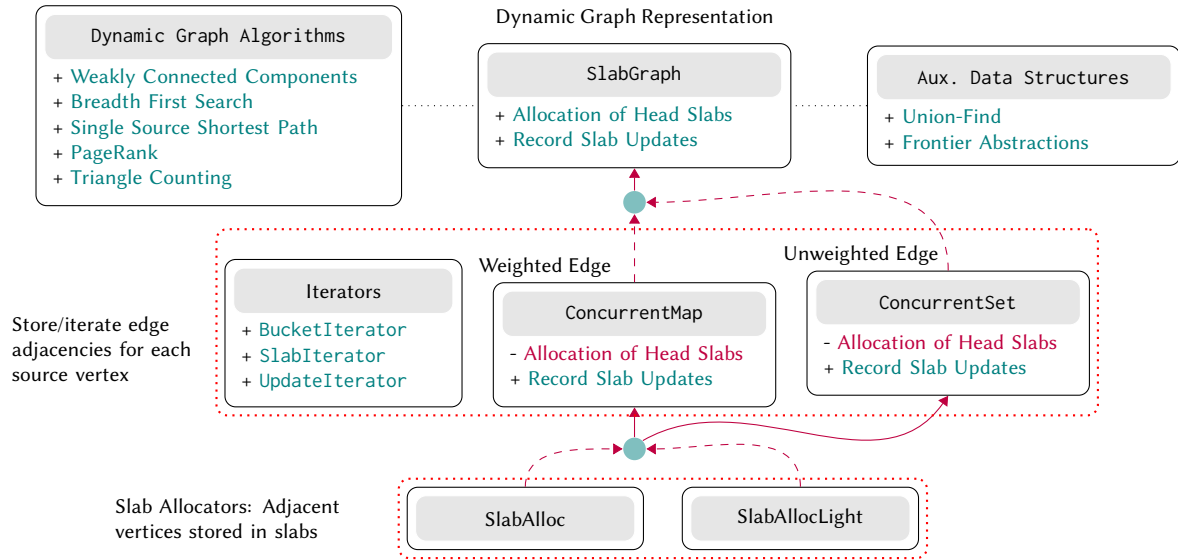 Dynamic Graph Representation
Dynamic Graph Algorithms
+ Weakly Connected Components
+ Breadth First Search
+ Single Source Shortest Path
+ PageRank
+ Triangle Counting
SlabGraph
+ Allocation of Head Slabs
+ Record Slab Updates
Aux. Data Structures
+ Union-Find
+ Frontier Abstractions
Store/iterate edge
adjacencies for each
source vertex
Iterators
+ BucketIterator
+ SlabIterator
+ UpdateIterator
Weighted Edge
ConcurrentMap
- Allocation of Head Slabs
+ Record Slab Updates
Unweighted Edge
ConcurrentSet
- Allocation of Head Slabs
+ Record Slab Updates
Slab Allocators: Adjacent
vertices stored in slabs
SlabAlloc
SlabAllocLight